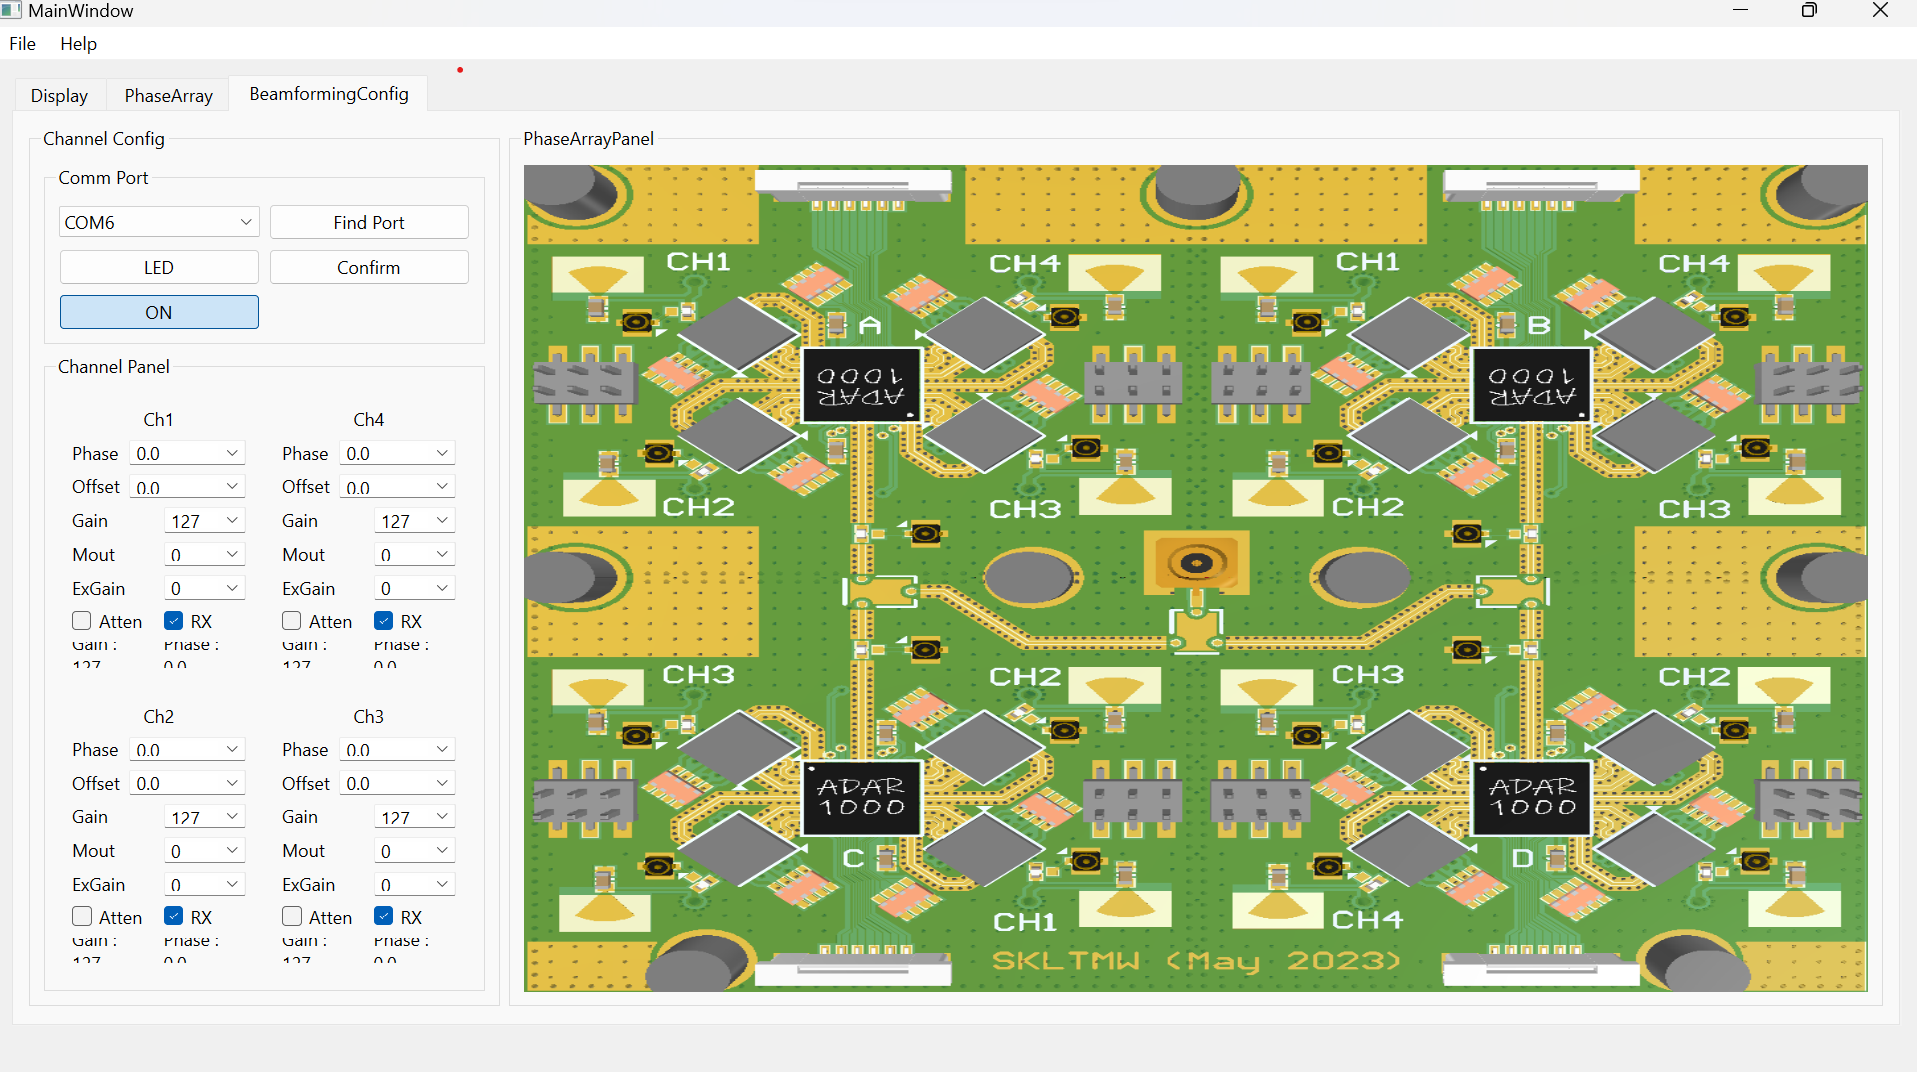 MainWindow
File Help
Display PhaseArray BeamformingConfig
Channel Config
Comm Port
COM6 Find Port
LED Confirm
ON
Channel Panel
Ch1 Ch4
Phase 0.0 Phase 0.0
Offset 0.0 Offset 0.0
Gain 127 Gain 127
Mout 0 Mout 0
ExGain 0 ExGain 0
Atten RX Atten RX
Gain : Phase : Gain : Phase :
127 0.0 127 0.0
Ch2 Ch3
Phase 0.0 Phase 0.0
Offset 0.0 Offset 0.0
Gain 127 Gain 127
Mout 0 Mout 0
ExGain 0 ExGain 0
Atten RX Atten RX
Gain : Phase : Gain : Phase :
127 0.0 127 0.0
PhaseArrayPanel
CH1 CH4 CH1 CH4
A B
ADAR
1000
ADAR
1000
CH2 CH3 CH2 CH3
CH3 CH2 CH3 CH2
ADAR
1000
ADAR
1000
C D
CH1 CH4
SKLTMW (May 2023)